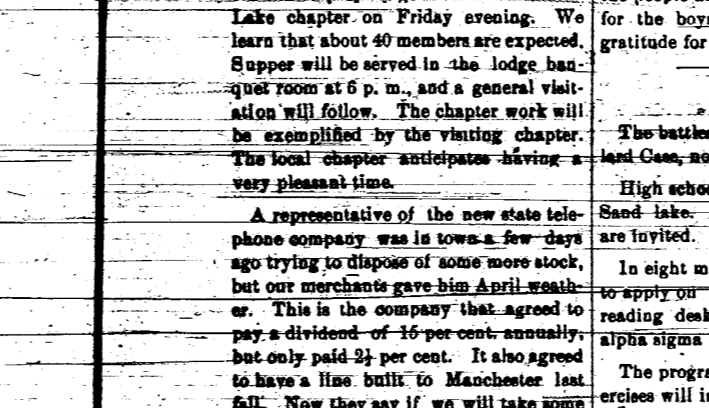 Lake chapter on Friday evening. We
learn that about 40 members are expected.
Supper will be served in the lodge ban-
quet room at 6 p. m., and a general visit-
ation will follow. The chapter work will
be exemplified by the visiting chapter.
The local chapter anticipates having a
very pleasant time.
A representative of the new state tele-
phone company was in town a few days
ago trying to dispose of some more stock,
but our merchants gave him April weath-
er. This is the company that agreed to
pay a dividend of 15 per cent. annually,
but only paid 2½ per cent. It also agreed
to have a line built to Manchester last
fall. Now they say if we will take some
for the boys
gratitude for
The battle
lard Case, no
High scho
Sand lake.
are invited.
In eight m
to apply on
reading desk
alpha sigma
The progra
ercises will i